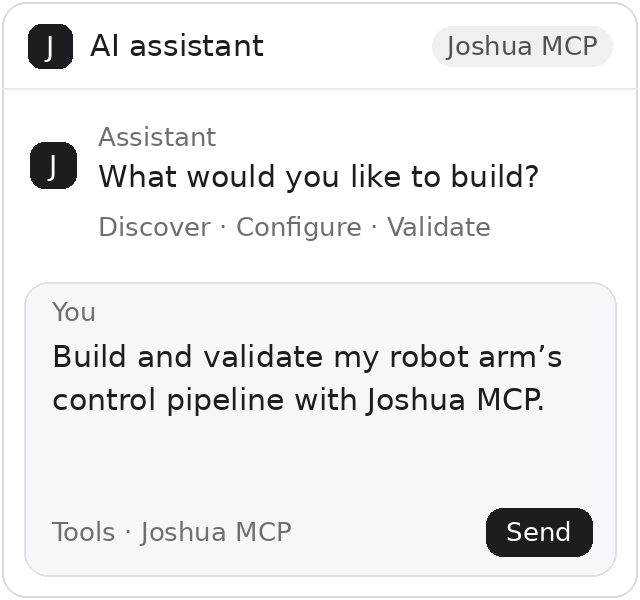 J AI assistant Joshua MCP
Assistant
J What would you like to build?
Discover · Configure · Validate
You
Build and validate my robot arm’s
control pipeline with Joshua MCP.
Tools · Joshua MCP Send